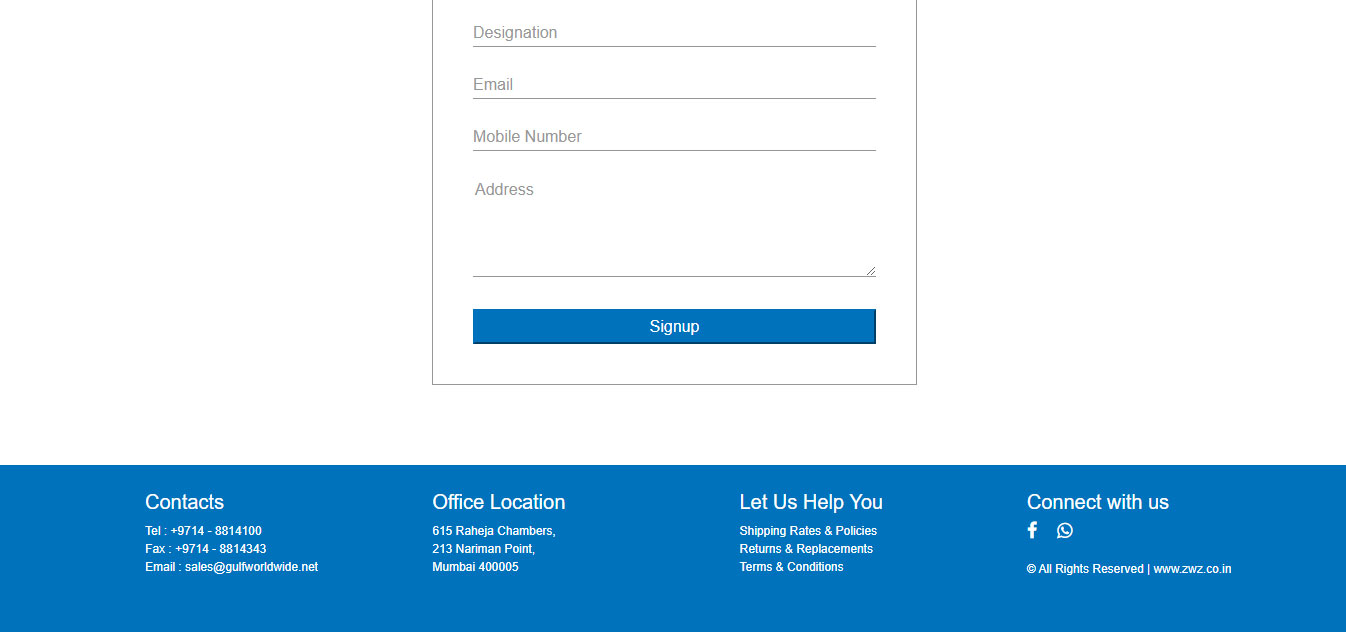 Designation
Email
Mobile Number
Address
Signup
Contacts
Tel : +9714 - 8814100
Fax : +9714 - 8814343
Email : sales@gulfworldwide.net
Office Location
615 Raheja Chambers,
213 Nariman Point,
Mumbai 400005
Let Us Help You
Shipping Rates & Policies
Returns & Replacements
Terms & Conditions
Connect with us
© All Rights Reserved | www.zwz.co.in